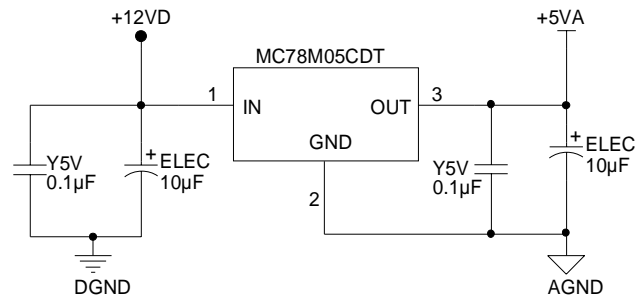 +12VD
+5VA
MC78M05CDT
1
IN
OUT
3
GND
2
Y5V
0.1µF
+
ELEC
10µF
Y5V
0.1µF
+
ELEC
10µF
DGND
AGND